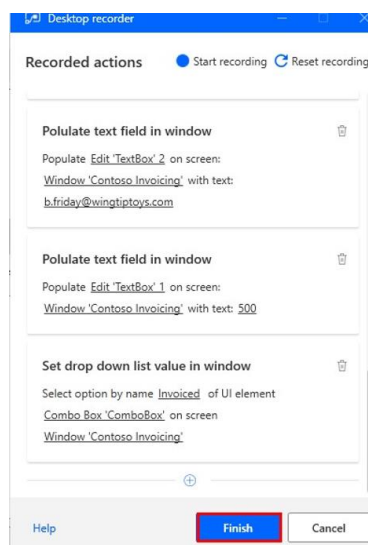 Desktop recorder
Recorded actions
Start recording
Reset recording
Polulate text field in window
Populate Edit 'TextBox' 2 on screen:
Window 'Contoso Invoicing' with text:
b.friday@wingtiptoys.com
Polulate text field in window
Populate Edit 'TextBox' 1 on screen:
Window 'Contoso Invoicing' with text: 500
Set drop down list value in window
Select option by name Invoiced of UI element
Combo Box 'ComboBox' on screen
Window 'Contoso Invoicing'
Help
Finish
Cancel